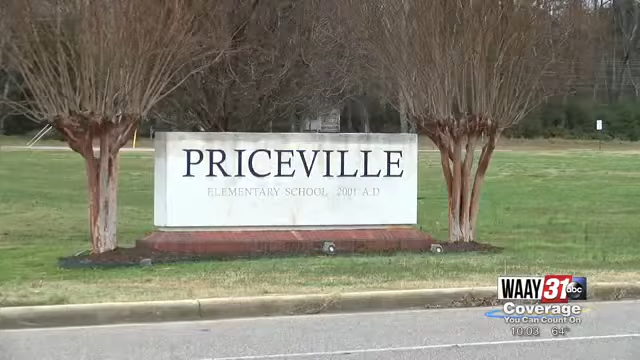 PRICEVILLE
ELEMENTARY SCHOOL 2001 A.D
WAAY 31 abc
Coverage
You Can Count On
10:03 64°